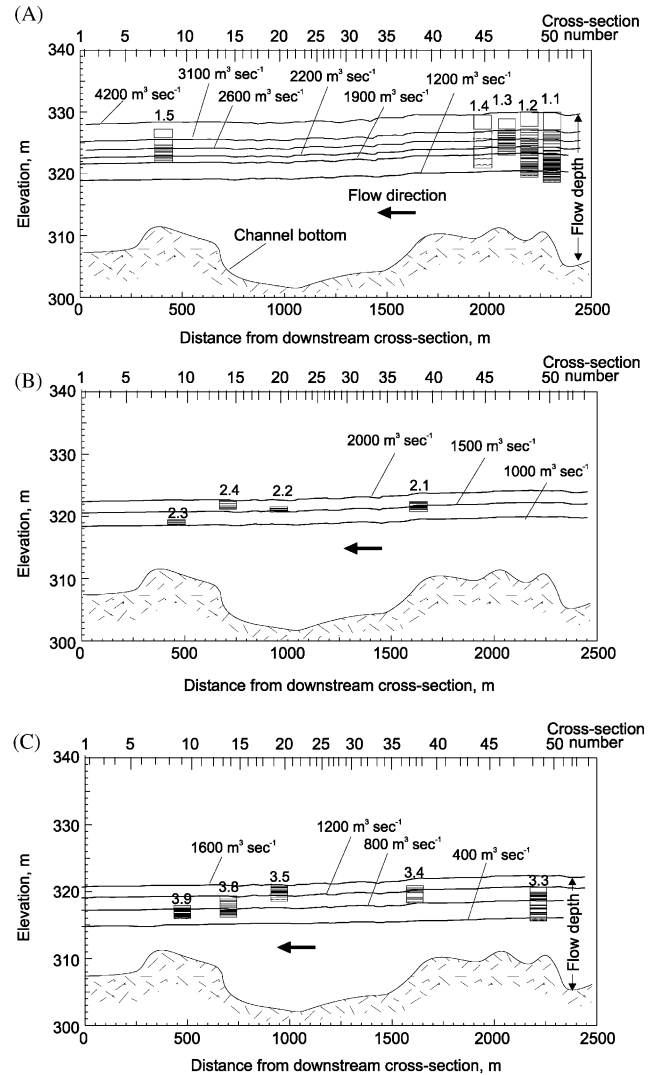 (A)
Cross-section
1 5 10 15 20 25 30 35 40 45 50 number
340
330
320
310
300
Elevation, m
4200 m³ sec⁻¹
3100 m³ sec⁻¹
2600 m³ sec⁻¹
2200 m³ sec⁻¹
1900 m³ sec⁻¹
1200 m³ sec⁻¹
1.5
1.4
1.3
1.2
1.1
Flow direction
Channel bottom
Flow depth
0 500 1000 1500 2000 2500
Distance from downstream cross-section, m
(B)
Cross-section
1 5 10 15 20 25 30 35 40 45 50 number
340
330
320
310
300
Elevation, m
2000 m³ sec⁻¹
1500 m³ sec⁻¹
1000 m³ sec⁻¹
2.3
2.4
2.2
2.1
0 500 1000 1500 2000 2500
Distance from downstream cross-section, m
(C)
Cross-section
1 5 10 15 20 25 30 35 40 45 50 number
340
330
320
310
300
Elevation, m
1600 m³ sec⁻¹
1200 m³ sec⁻¹
800 m³ sec⁻¹
400 m³ sec⁻¹
3.9
3.8
3.5
3.4
3.3
Flow depth
0 500 1000 1500 2000 2500
Distance from downstream cross-section, m